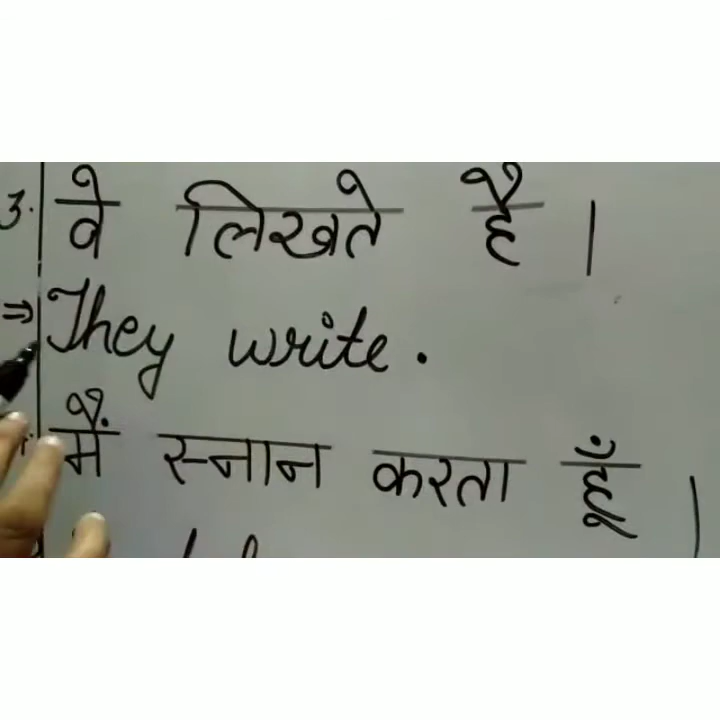 3. वे लिखते है ।
⇒ They write.
मैं स्नान करता हूँ ।